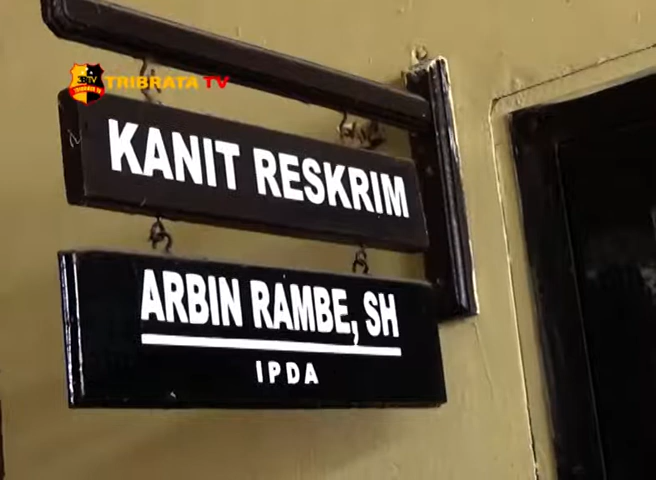 TRIBRATA TV
KANIT RESKRIM
ARBIN RAMBE, SH
IPDA